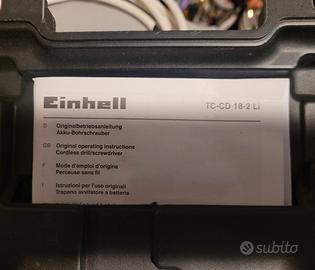 Einhell
TC-CD 18-2 Li
D Originalbetriebsanleitung
Akku-Bohrschrauber
GB Original operating instructions
Cordless drill/screwdriver
F Mode d'emploi d'origine
Perceuse sans fil
I Istruzioni per l'uso originali
Trapano avvitatore a batteria
subito